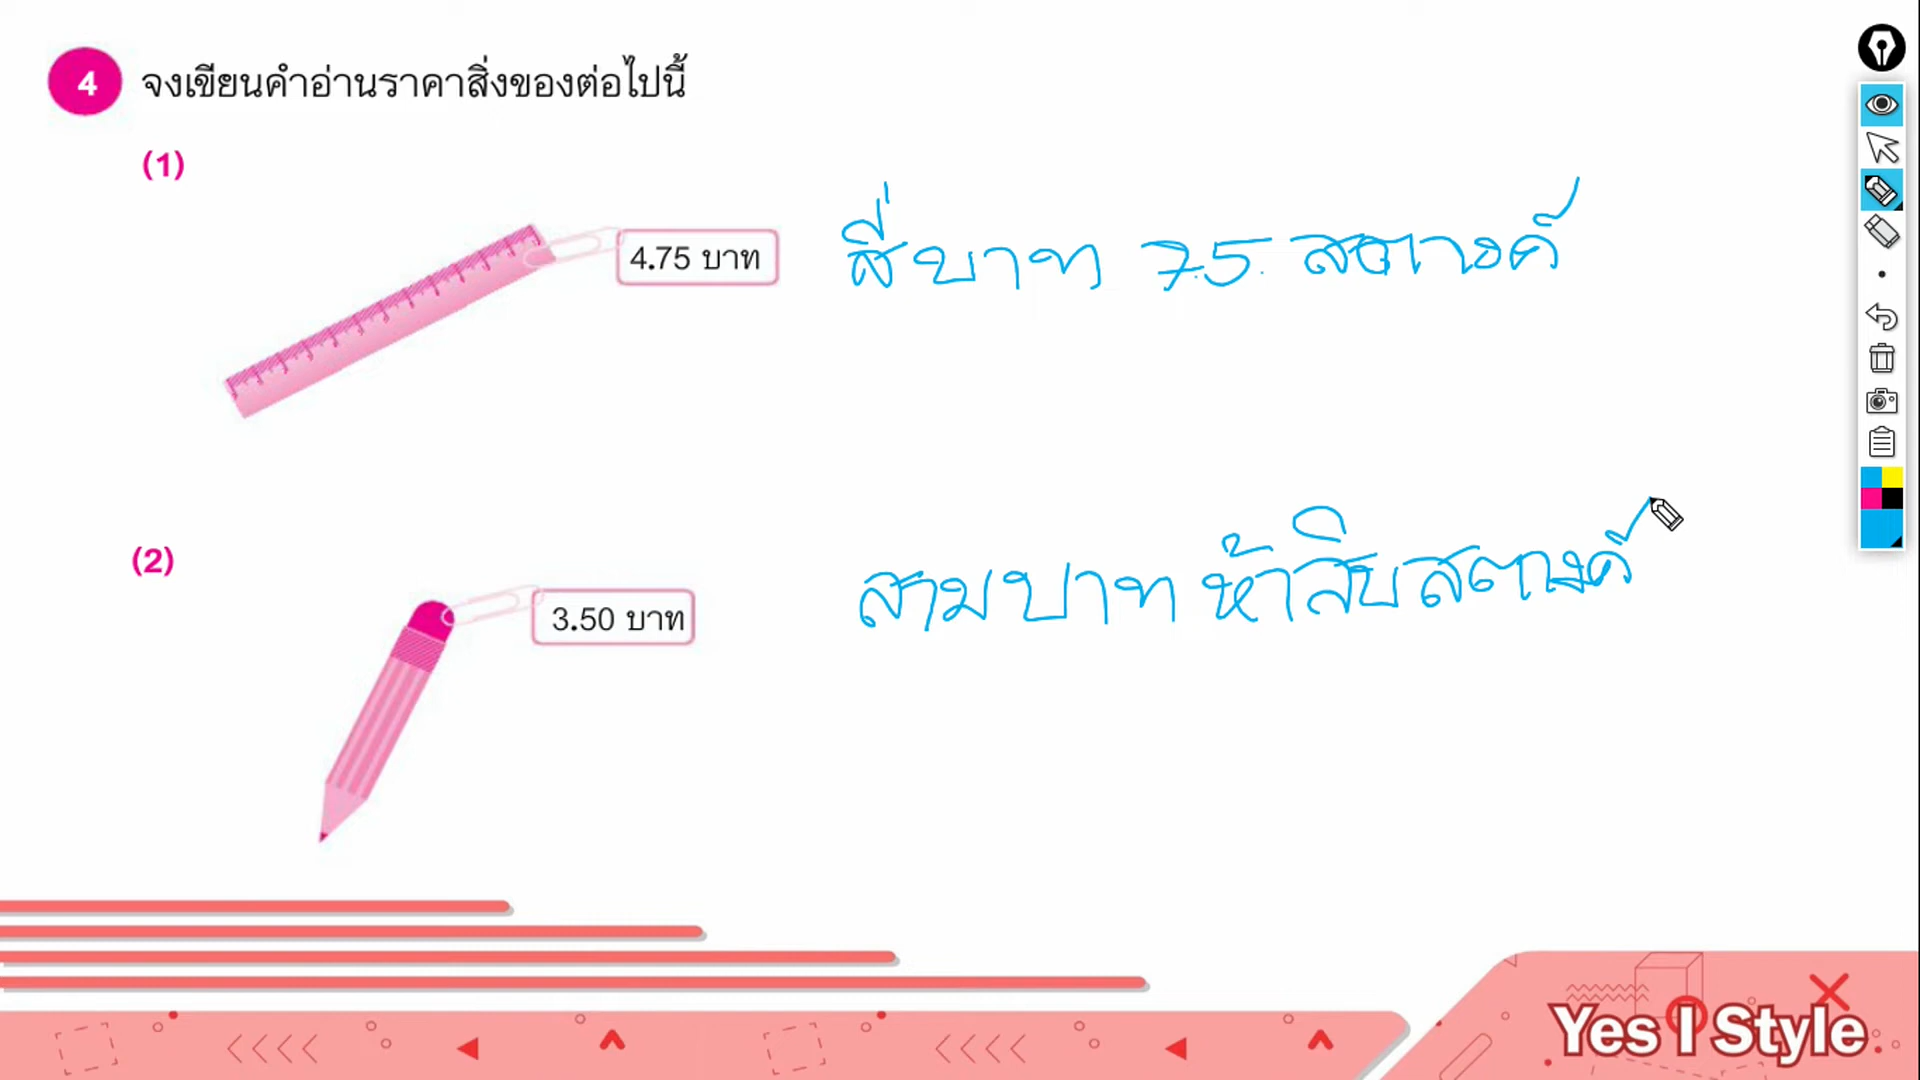 4 จงเขียนคำอ่านราคาสิ่งของต่อไปนี้
(1)
4.75 บาท
สี่บาท 75 สตางค์
(2)
3.50 บาท
สามบาทห้าสิบสตางค์
Yes I Style